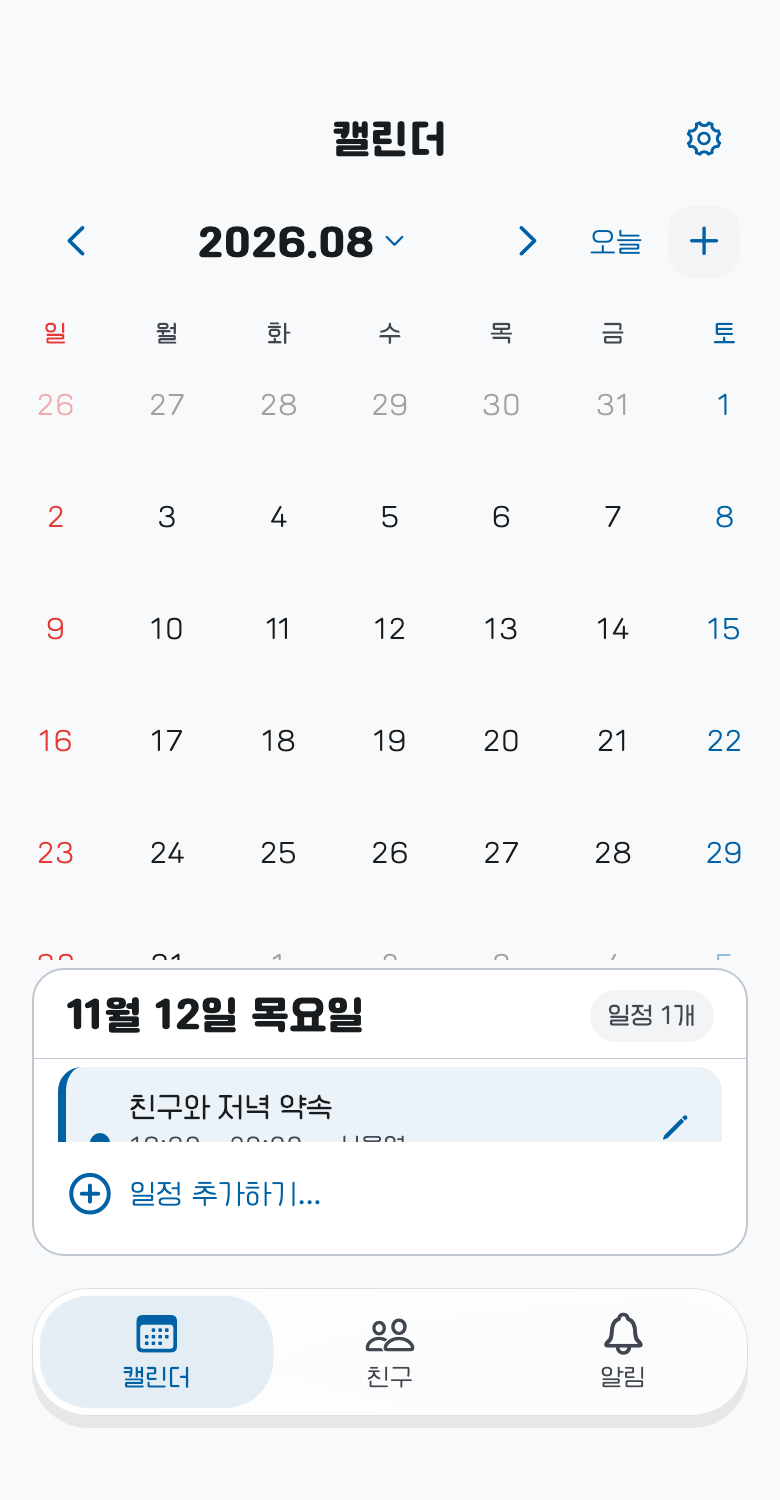 캘린더
2026.08 오늘
일 월 화 수 목 금 토
26 27 28 29 30 31 1
2 3 4 5 6 7 8
9 10 11 12 13 14 15
16 17 18 19 20 21 22
23 24 25 26 27 28 29
11월 12일 목요일 일정 1개
친구와 저녁 약속
일정 추가하기...
캘린더 친구 알림